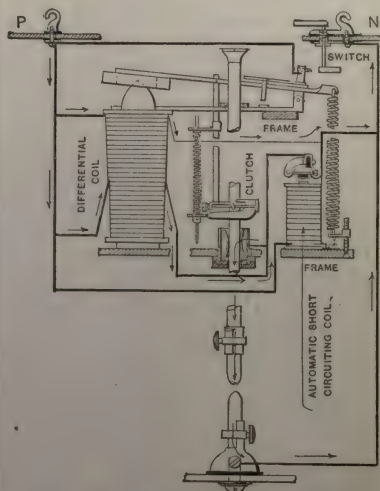 P
N
SWITCH
FRAME
DIFFERENTIAL
COIL
CLUTCH
FRAME
AUTOMATIC SHORT
CIRCUITING COIL.